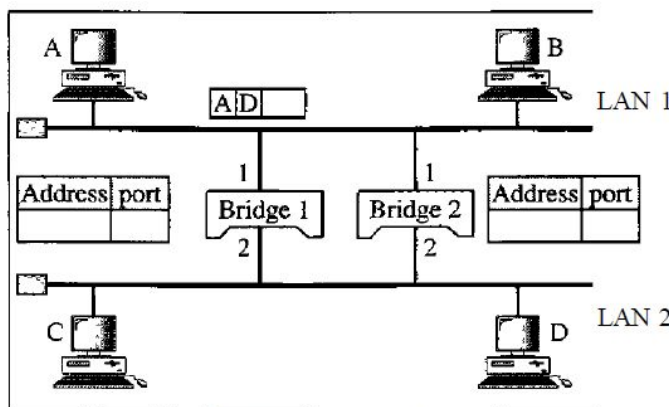 A
B
A D
LAN 1
1
1
Address port
Bridge 1
Bridge 2
Address port
2
2
C
D
LAN 2